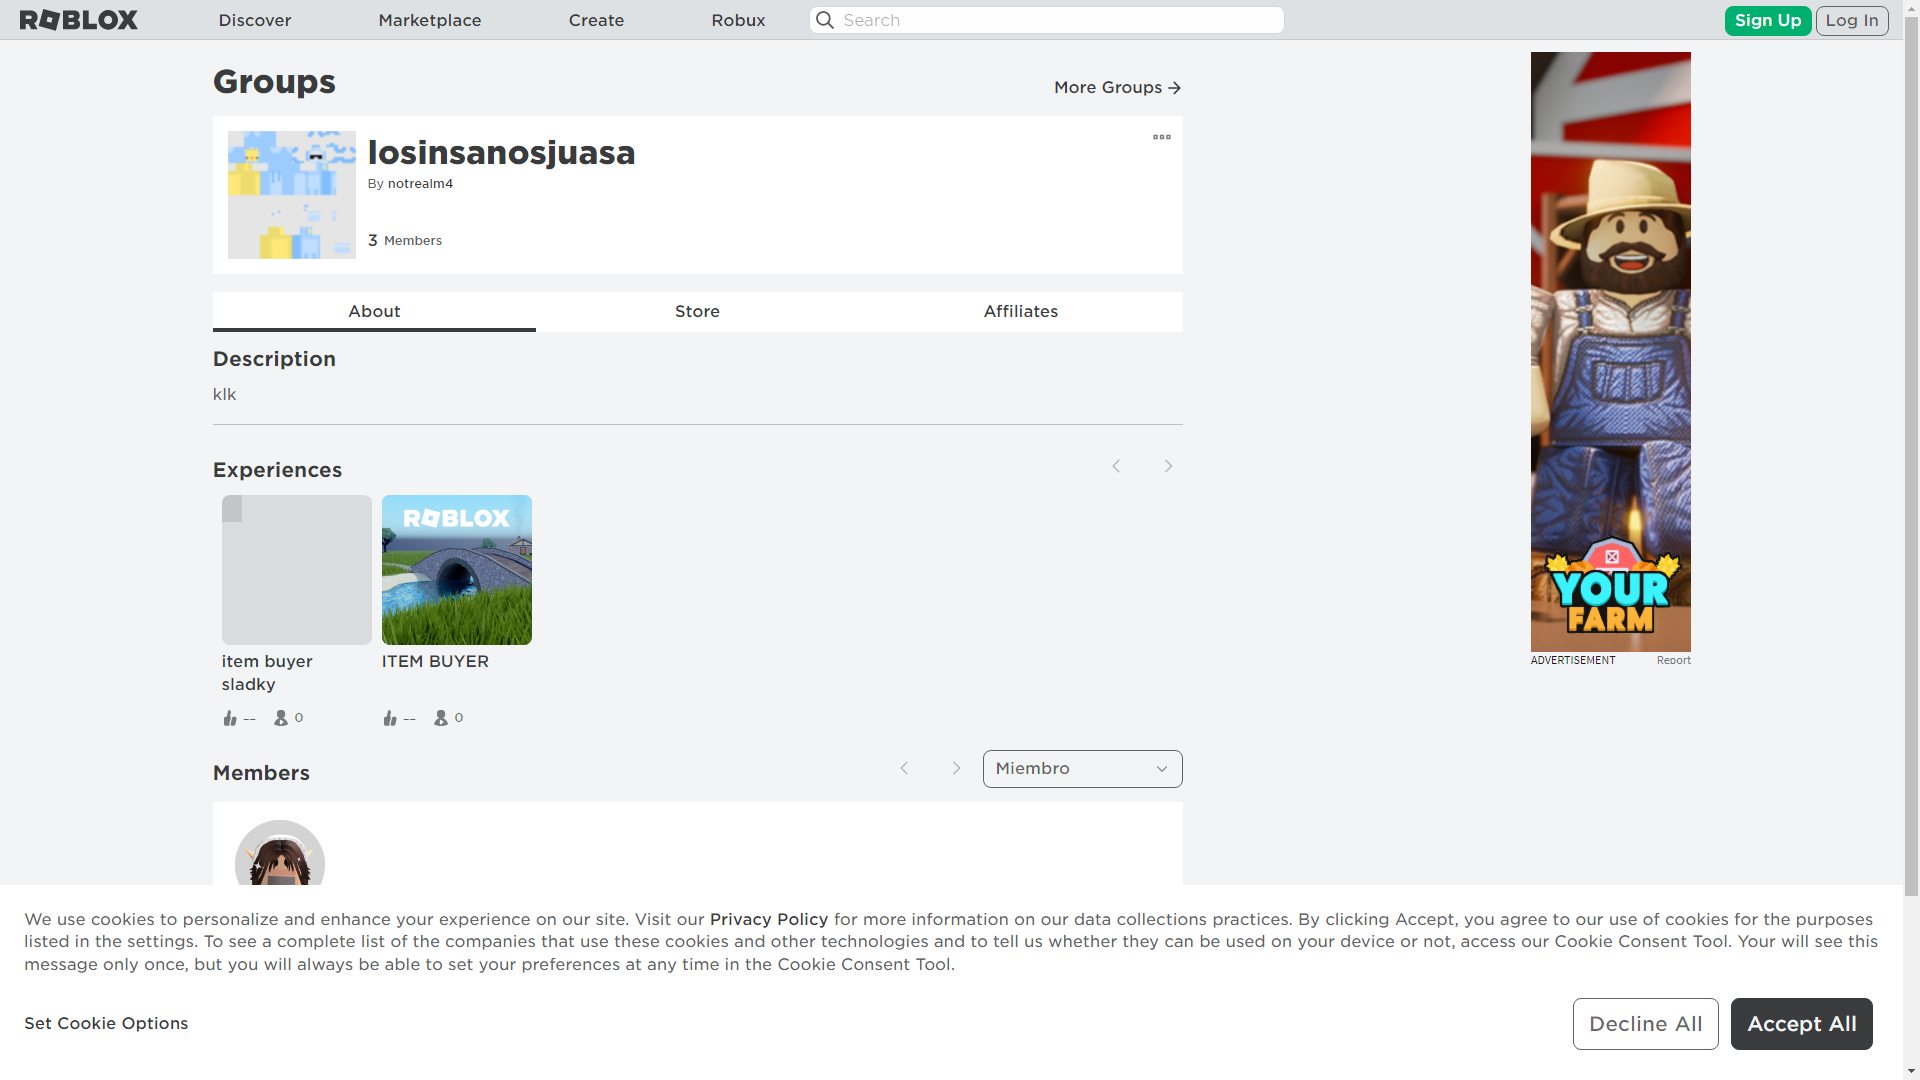 ROBLOX
Discover
Marketplace
Create
Robux
Search
Sign Up
Log In
Groups
More Groups
losinsanosjuasa
By notrealm4
3 Members
About
Store
Affiliates
Description
klk
Experiences
ROBLOX
item buyer
sladky
ITEM BUYER
-- 0
-- 0
Members
Miembro
YOUR
FARM
ADVERTISEMENT
Report
We use cookies to personalize and enhance your experience on our site. Visit our Privacy Policy for more information on our data collections practices. By clicking Accept, you agree to our use of cookies for the purposes
listed in the settings. To see a complete list of the companies that use these cookies and other technologies and to tell us whether they can be used on your device or not, access our Cookie Consent Tool. Your will see this
message only once, but you will always be able to set your preferences at any time in the Cookie Consent Tool.
Set Cookie Options
Decline All
Accept All